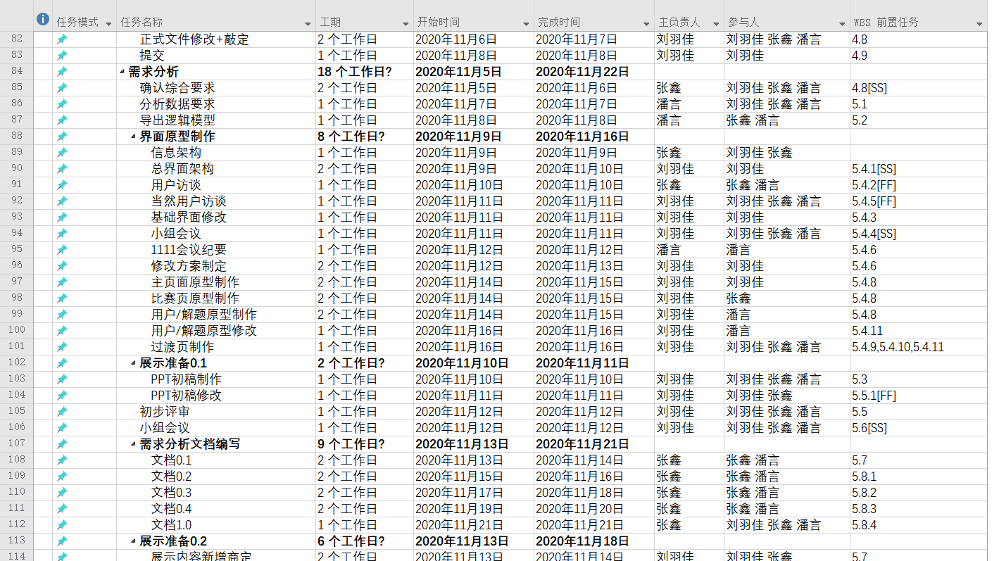 任务模式 任务名称 工期 开始时间 完成时间 主负责人 参与人 WBS 前置任务
82 正式文件修改+敲定 2 个工作日 2020年11月6日 2020年11月7日 刘羽佳 刘羽佳 张鑫 潘言 4.8
83 提交 1 个工作日 2020年11月8日 2020年11月8日 刘羽佳 刘羽佳 4.9
84 需求分析 18 个工作日? 2020年11月5日 2020年11月22日
85 确认综合要求 2 个工作日 2020年11月5日 2020年11月6日 张鑫 刘羽佳 张鑫 潘言 4.8[SS]
86 分析数据要求 1 个工作日 2020年11月7日 2020年11月7日 潘言 刘羽佳 张鑫 潘言 5.1
87 导出逻辑模型 1 个工作日 2020年11月8日 2020年11月8日 潘言 张鑫 潘言 5.2
88 界面原型制作 8 个工作日? 2020年11月9日 2020年11月16日
89 信息架构 1 个工作日 2020年11月9日 2020年11月9日 张鑫 刘羽佳 张鑫
90 总界面架构 2 个工作日 2020年11月9日 2020年11月10日 刘羽佳 刘羽佳 5.4.1[SS]
91 用户访谈 1 个工作日 2020年11月10日 2020年11月10日 张鑫 张鑫 潘言 5.4.2[FF]
92 当然用户访谈 1 个工作日 2020年11月11日 2020年11月11日 刘羽佳 刘羽佳 张鑫 潘言 5.4.5[FF]
93 基础界面修改 1 个工作日 2020年11月11日 2020年11月11日 刘羽佳 刘羽佳 5.4.3
94 小组会议 1 个工作日 2020年11月11日 2020年11月11日 刘羽佳 刘羽佳 张鑫 潘言 5.4.4[SS]
95 1111会议纪要 1 个工作日 2020年11月12日 2020年11月12日 潘言 潘言 5.4.6
96 修改方案制定 2 个工作日 2020年11月12日 2020年11月13日 刘羽佳 刘羽佳 5.4.6
97 主页面原型制作 2 个工作日 2020年11月14日 2020年11月15日 刘羽佳 刘羽佳 5.4.8
98 比赛页原型制作 2 个工作日 2020年11月14日 2020年11月15日 刘羽佳 张鑫 5.4.8
99 用户/解题原型制作 2 个工作日 2020年11月14日 2020年11月15日 刘羽佳 潘言 5.4.8
100 用户/解题原型修改 1 个工作日 2020年11月16日 2020年11月16日 刘羽佳 潘言 5.4.11
101 过渡页制作 1 个工作日 2020年11月16日 2020年11月16日 刘羽佳 刘羽佳 张鑫 潘言 5.4.9,5.4.10,5.4.11
102 展示准备0.1 2 个工作日? 2020年11月10日 2020年11月11日
103 PPT初稿制作 1 个工作日 2020年11月10日 2020年11月10日 刘羽佳 刘羽佳 张鑫 潘言 5.3
104 PPT初稿修改 1 个工作日 2020年11月11日 2020年11月11日 刘羽佳 刘羽佳 张鑫 5.5.1[FF]
105 初步评审 1 个工作日 2020年11月12日 2020年11月12日 刘羽佳 刘羽佳 张鑫 潘言 5.5
106 小组会议 1 个工作日 2020年11月12日 2020年11月12日 刘羽佳 刘羽佳 张鑫 潘言 5.6[SS]
107 需求分析文档编写 9 个工作日? 2020年11月13日 2020年11月21日
108 文档0.1 2 个工作日 2020年11月13日 2020年11月14日 张鑫 张鑫 潘言 5.7
109 文档0.2 2 个工作日 2020年11月15日 2020年11月16日 张鑫 张鑫 潘言 5.8.1
110 文档0.3 2 个工作日 2020年11月17日 2020年11月18日 张鑫 张鑫 潘言 5.8.2
111 文档0.4 2 个工作日 2020年11月19日 2020年11月20日 张鑫 张鑫 潘言 5.8.3
112 文档1.0 1 个工作日 2020年11月21日 2020年11月21日 张鑫 刘羽佳 张鑫 潘言 5.8.4
113 展示准备0.2 6 个工作日? 2020年11月13日 2020年11月18日
114 展示内容新增商定 2 个工作日 2020年11月13日 2020年11月14日 刘羽佳 刘羽佳 张鑫 5.7